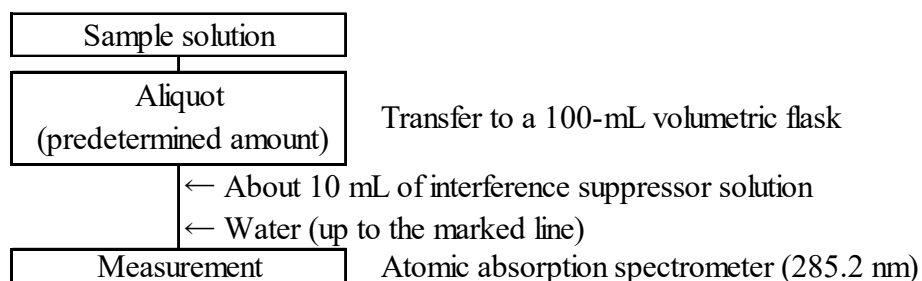 Sample solution
Aliquot
(predetermined amount)
Transfer to a 100-mL volumetric flask
← About 10 mL of interference suppressor solution
← Water (up to the marked line)
Measurement
Atomic absorption spectrometer (285.2 nm)